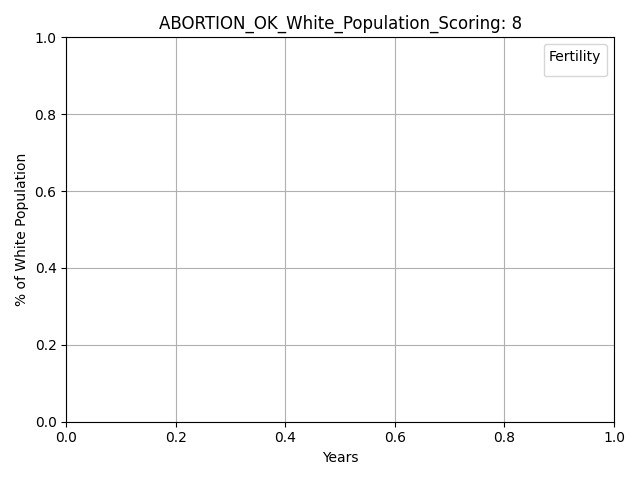 ABORTION_OK_White_Population_Scoring: 8
Fertility
% of White Population
1.0
0.8
0.6
0.4
0.2
0.0
0.0 0.2 0.4 0.6 0.8 1.0
Years